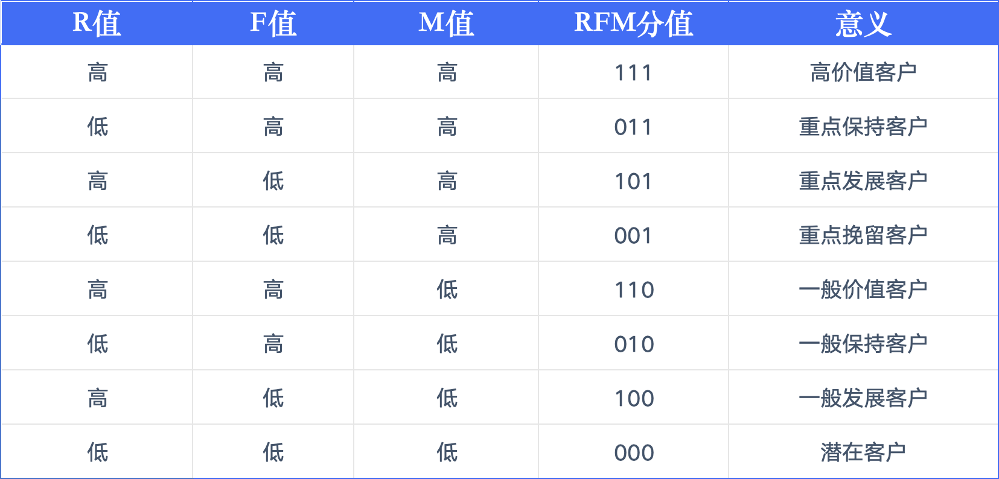 R值 F值 M值 RFM分值 意义
高 高 高 111 高价值客户
低 高 高 011 重点保持客户
高 低 高 101 重点发展客户
低 低 高 001 重点挽留客户
高 高 低 110 一般价值客户
低 高 低 010 一般保持客户
高 低 低 100 一般发展客户
低 低 低 000 潜在客户